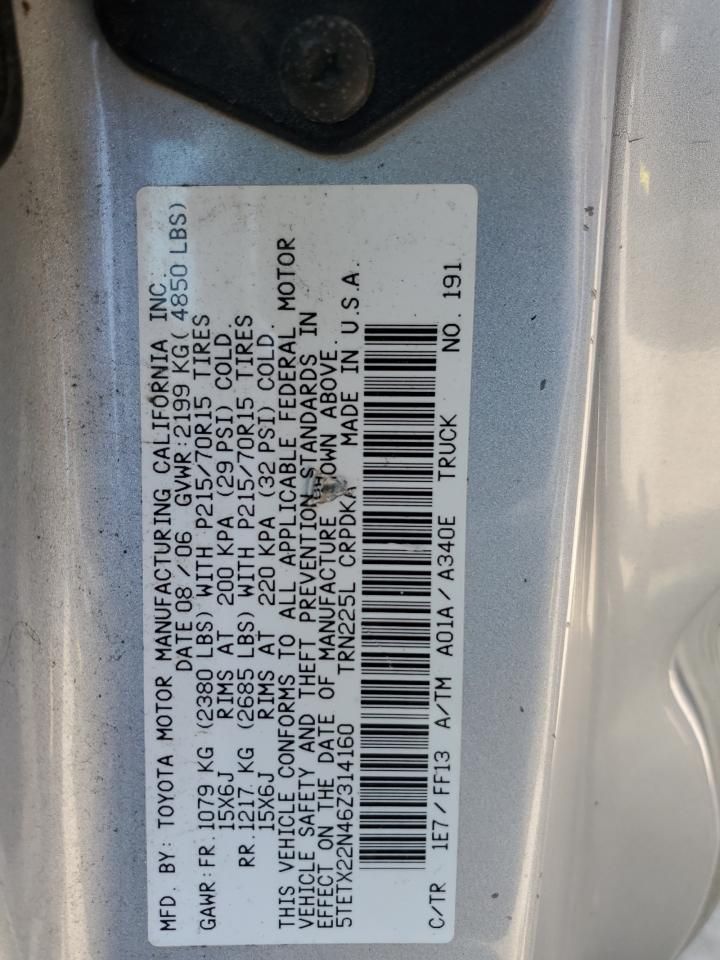 MFD. BY: TOYOTA MOTOR MANUFACTURING CALIFORNIA INC.
DATE 08/06 GVWR:2199 KG( 4850 LBS)
GAWR:FR.1079 KG (2380 LBS) WITH P215/70R15 TIRES
15X6J RIMS AT 200 KPA (29 PSI) COLD.
RR.1217 KG (2685 LBS) WITH P215/70R15 TIRES
15X6J RIMS AT 220 KPA (32 PSI) COLD.
THIS VEHICLE CONFORMS TO ALL APPLICABLE FEDERAL MOTOR
VEHICLE SAFETY AND THEFT PREVENTION STANDARDS IN
EFFECT ON THE DATE OF MANUFACTURE SHOWN ABOVE.
5TETX22N46Z314160 TRN225L CRPDKA MADE IN U.S.A.
C/TR 1E7/FF13 A/TM A01A/A340E TRUCK NO. 191